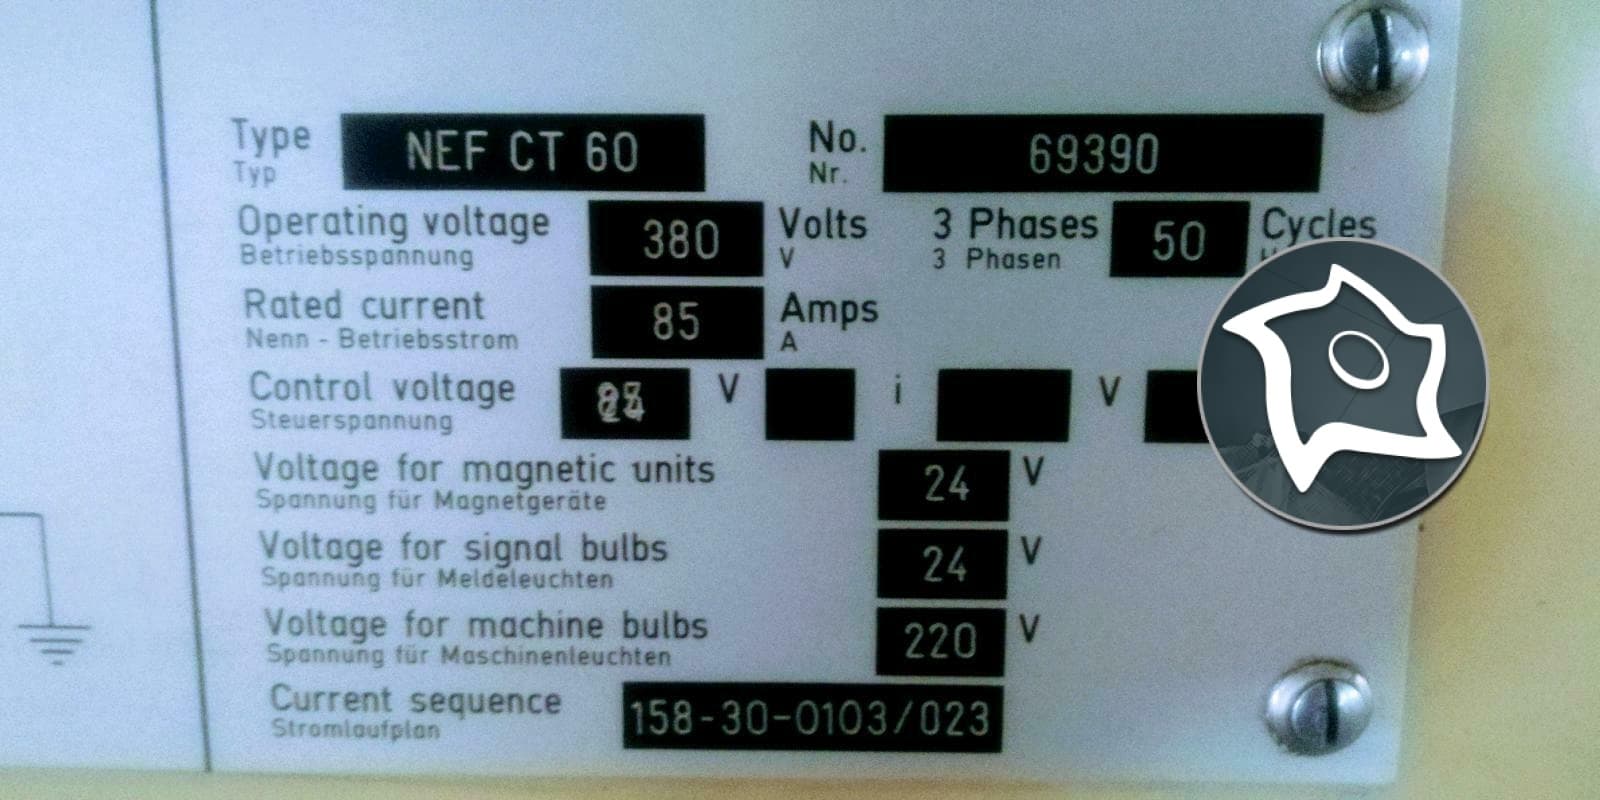 Type NEF CT 60 No. 69390
Typ Nr.
Operating voltage 380 Volts 3 Phases 50 Cycles
Betriebsspannung V 3 Phasen
Rated current 85 Amps
Nenn - Betriebsstrom A
Control voltage V i V
Steuerspannung
Voltage for magnetic units 24 V
Spannung für Magnetgeräte
Voltage for signal bulbs 24 V
Spannung für Meldeleuchten
Voltage for machine bulbs 220 V
Spannung für Maschinenleuchten
Current sequence 158-30-0103/023
Stromlaufplan